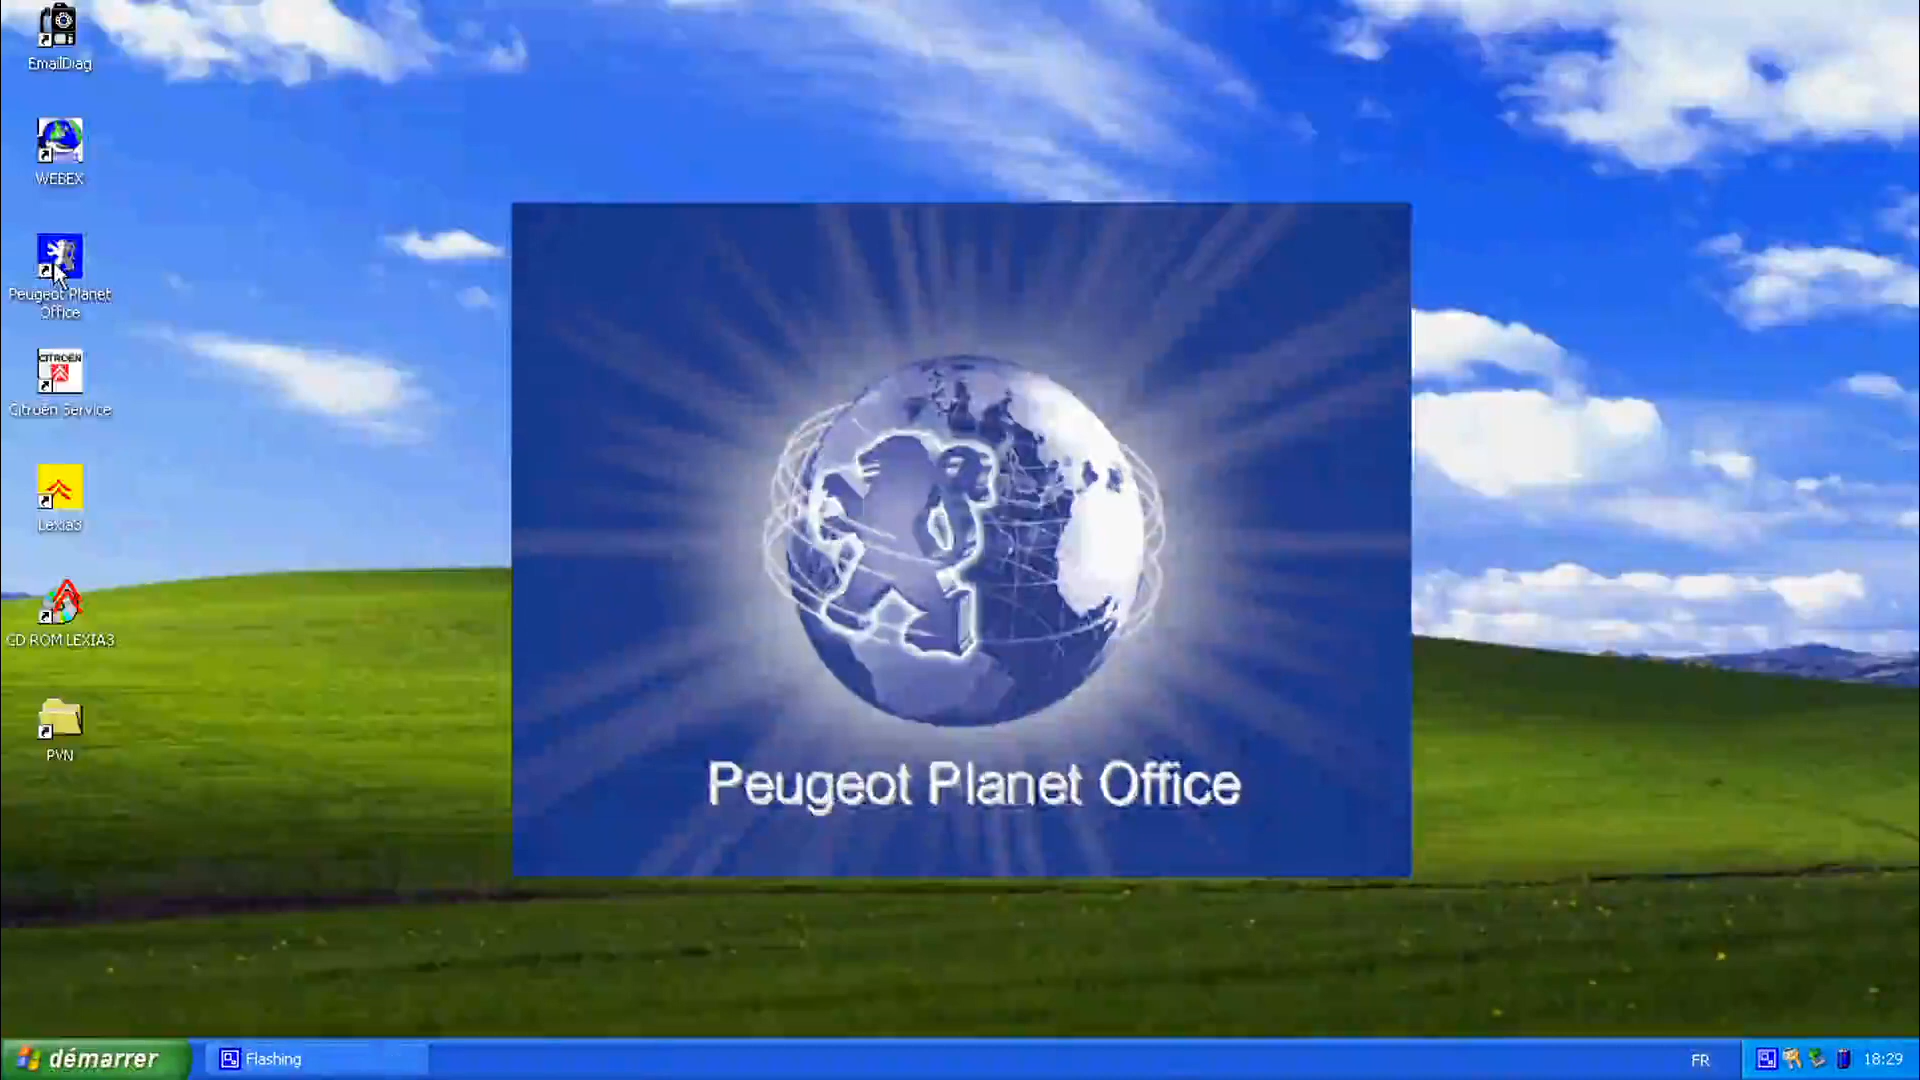 EmailDiag
WEBEX
Peugeot Planet
Office
CITROËN
Citroën Service
Lexia3
CD ROM LEXIA3
PVN
Peugeot Planet Office
démarrer
Flashing
FR
18:29